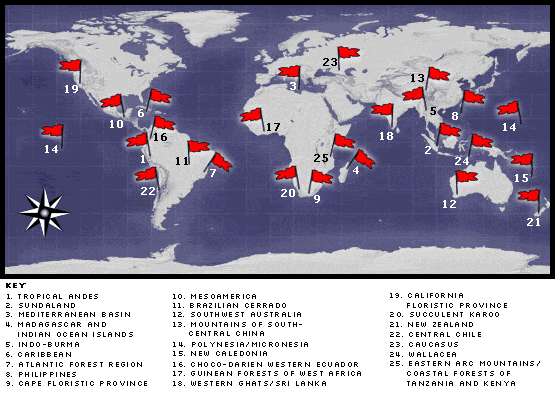 23
13
19
3
5
10
6
8
14
17
18
14
16
1
11
25
2
24
7
4
15
22
20
9
12
21
KEY
1. TROPICAL ANDES
2. SUNDALAND
3. MEDITERRANEAN BASIN
4. MADAGASCAR AND
INDIAN OCEAN ISLANDS
5. INDO-BURMA
6. CARIBBEAN
7. ATLANTIC FOREST REGION
8. PHILIPPINES
9. CAPE FLORISTIC PROVINCE
10. MESOAMERICA
11. BRAZILIAN CERRADO
12. SOUTHWEST AUSTRALIA
13. MOUNTAINS OF SOUTH-
CENTRAL CHINA
14. POLYNESIA/MICRONESIA
15. NEW CALEDONIA
16. CHOCO-DARIEN WESTERN ECUADOR
17. GUINEAN FORESTS OF WEST AFRICA
18. WESTERN GHATS/SRI LANKA
19. CALIFORNIA
FLORISTIC PROVINCE
20. SUCCULENT KAROO
21. NEW ZEALAND
22. CENTRAL CHILE
23. CAUCASUS
24. WALLACEA
25. EASTERN ARC MOUNTAINS/
COASTAL FORESTS OF
TANZANIA AND KENYA